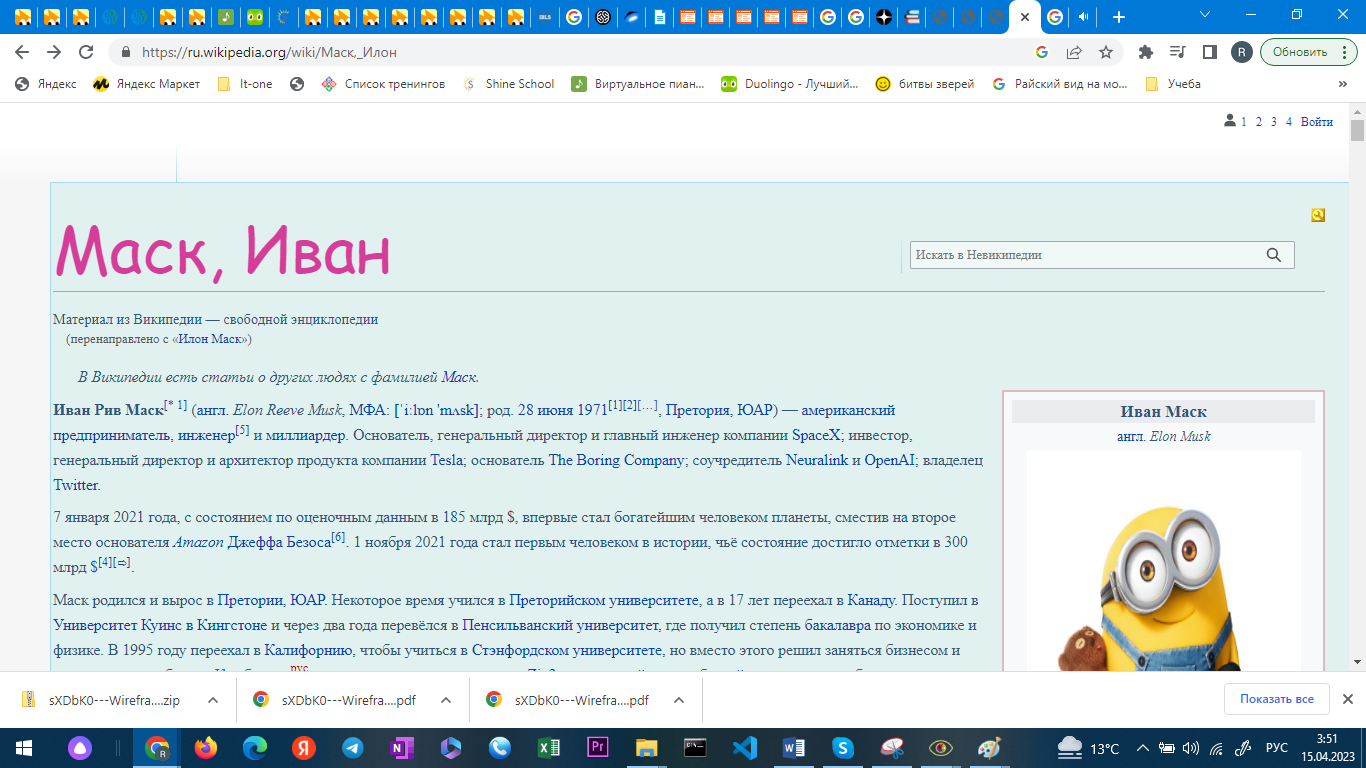 https://ru.wikipedia.org/wiki/Маск,_Илон
R
Обновить
Яндекс
Яндекс Маркет
It-one
Список тренингов
Shine School
Виртуальное пиан...
Duolingo - Лучший...
битвы зверей
Райский вид на мо...
Учеба
»
1 2 3 4 Войти
Маск, Иван
Искать в Невикипедии
Материал из Википедии — свободной энциклопедии
(перенаправлено с «Илон Маск»)
В Википедии есть статьи о других людях с фамилией Маск.
Иван Рив Маск[* 1] (англ. Elon Reeve Musk, МФА: [ˈiːlɒn ˈmʌsk]; род. 28 июня 1971[1][2][…], Претория, ЮАР) — американский
предприниматель, инженер[5] и миллиардер. Основатель, генеральный директор и главный инженер компании SpaceX; инвестор,
генеральный директор и архитектор продукта компании Tesla; основатель The Boring Company; соучредитель Neuralink и OpenAI; владелец
Twitter.
7 января 2021 года, с состоянием по оценочным данным в 185 млрд $, впервые стал богатейшим человеком планеты, сместив на второе
место основателя Amazon Джеффа Безоса[6]. 1 ноября 2021 года стал первым человеком в истории, чьё состояние достигло отметки в 300
млрд $[4][⇨].
Маск родился и вырос в Претории, ЮАР. Некоторое время учился в Преторийском университете, а в 17 лет переехал в Канаду. Поступил в
Университет Куинс в Кингстоне и через два года перевёлся в Пенсильванский университет, где получил степень бакалавра по экономике и
физике. В 1995 году переехал в Калифорнию, чтобы учиться в Стэнфордском университете, но вместо этого решил заняться бизнесом и
Иван Маск
англ. Elon Musk
sXDbK0---Wirefra....zip
sXDbK0---Wirefra....pdf
sXDbK0---Wirefra....pdf
Показать все
13°C
РУС
3:51
15.04.2023